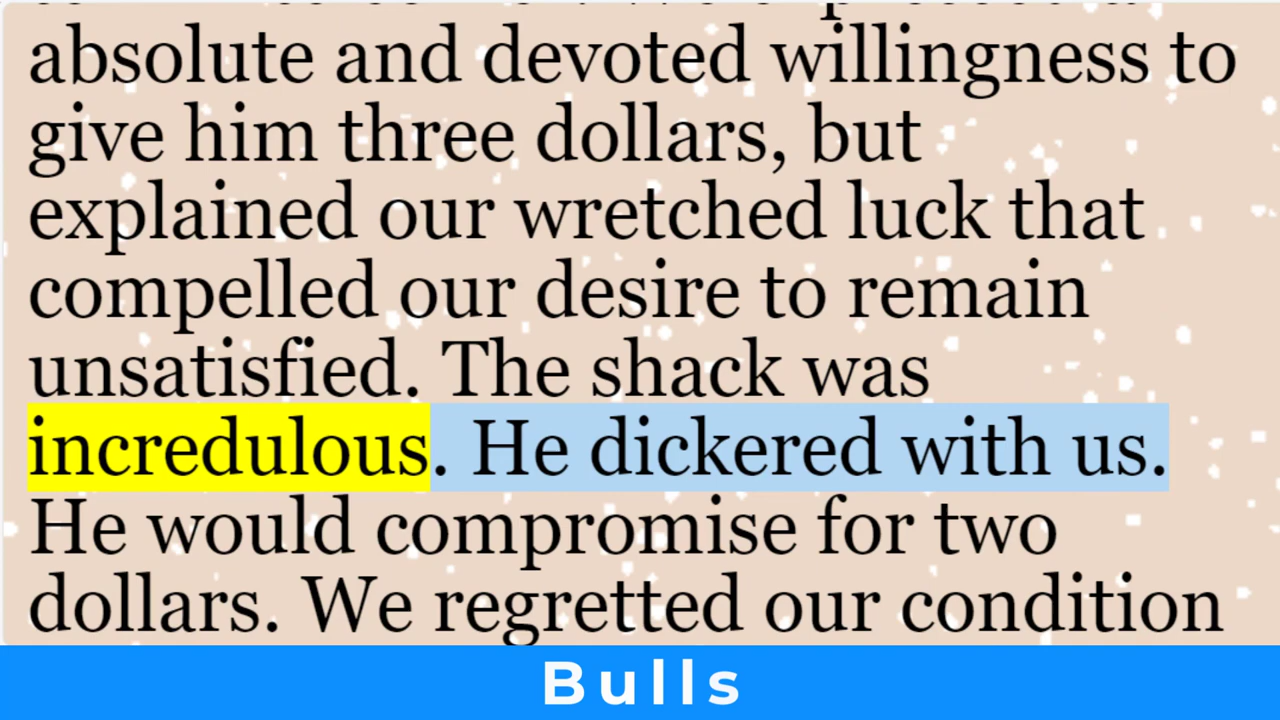 absolute and devoted willingness to
give him three dollars, but
explained our wretched luck that
compelled our desire to remain
unsatisfied. The shack was
incredulous. He dickered with us.
He would compromise for two
dollars. We regretted our condition
Bulls